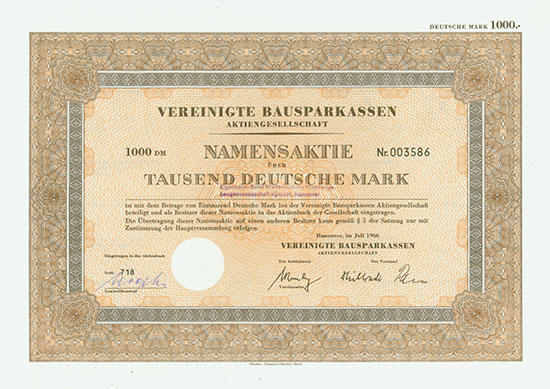 DEUTSCHE MARK 1000.-
VEREINIGTE BAUSPARKASSEN
AKTIENGESELLSCHAFT
1000 DM NAMENSAKTIE Nr. 003586
ÜBER
TAUSEND DEUTSCHE MARK
ist mit dem Betrage von Eintausend Deutsche Mark bei der Vereinigte Bausparkassen Aktiengesellschaft
beteiligt und als Besitzer dieser Namensaktie in das Aktienbuch der Gesellschaft eingetragen.
Die Übertragung dieser Namensaktie auf einen anderen Besitzer kann gemäß § 5 der Satzung nur mit
Zustimmung der Hauptversammlung erfolgen.
Hannover, im Juli 1966
VEREINIGTE BAUSPARKASSEN
AKTIENGESELLSCHAFT
Eingetragen in das Aktienbuch
Der Aufsichtsrat Der Vorstand
Seite 718
Vorsitzender
Kontrollbeamter